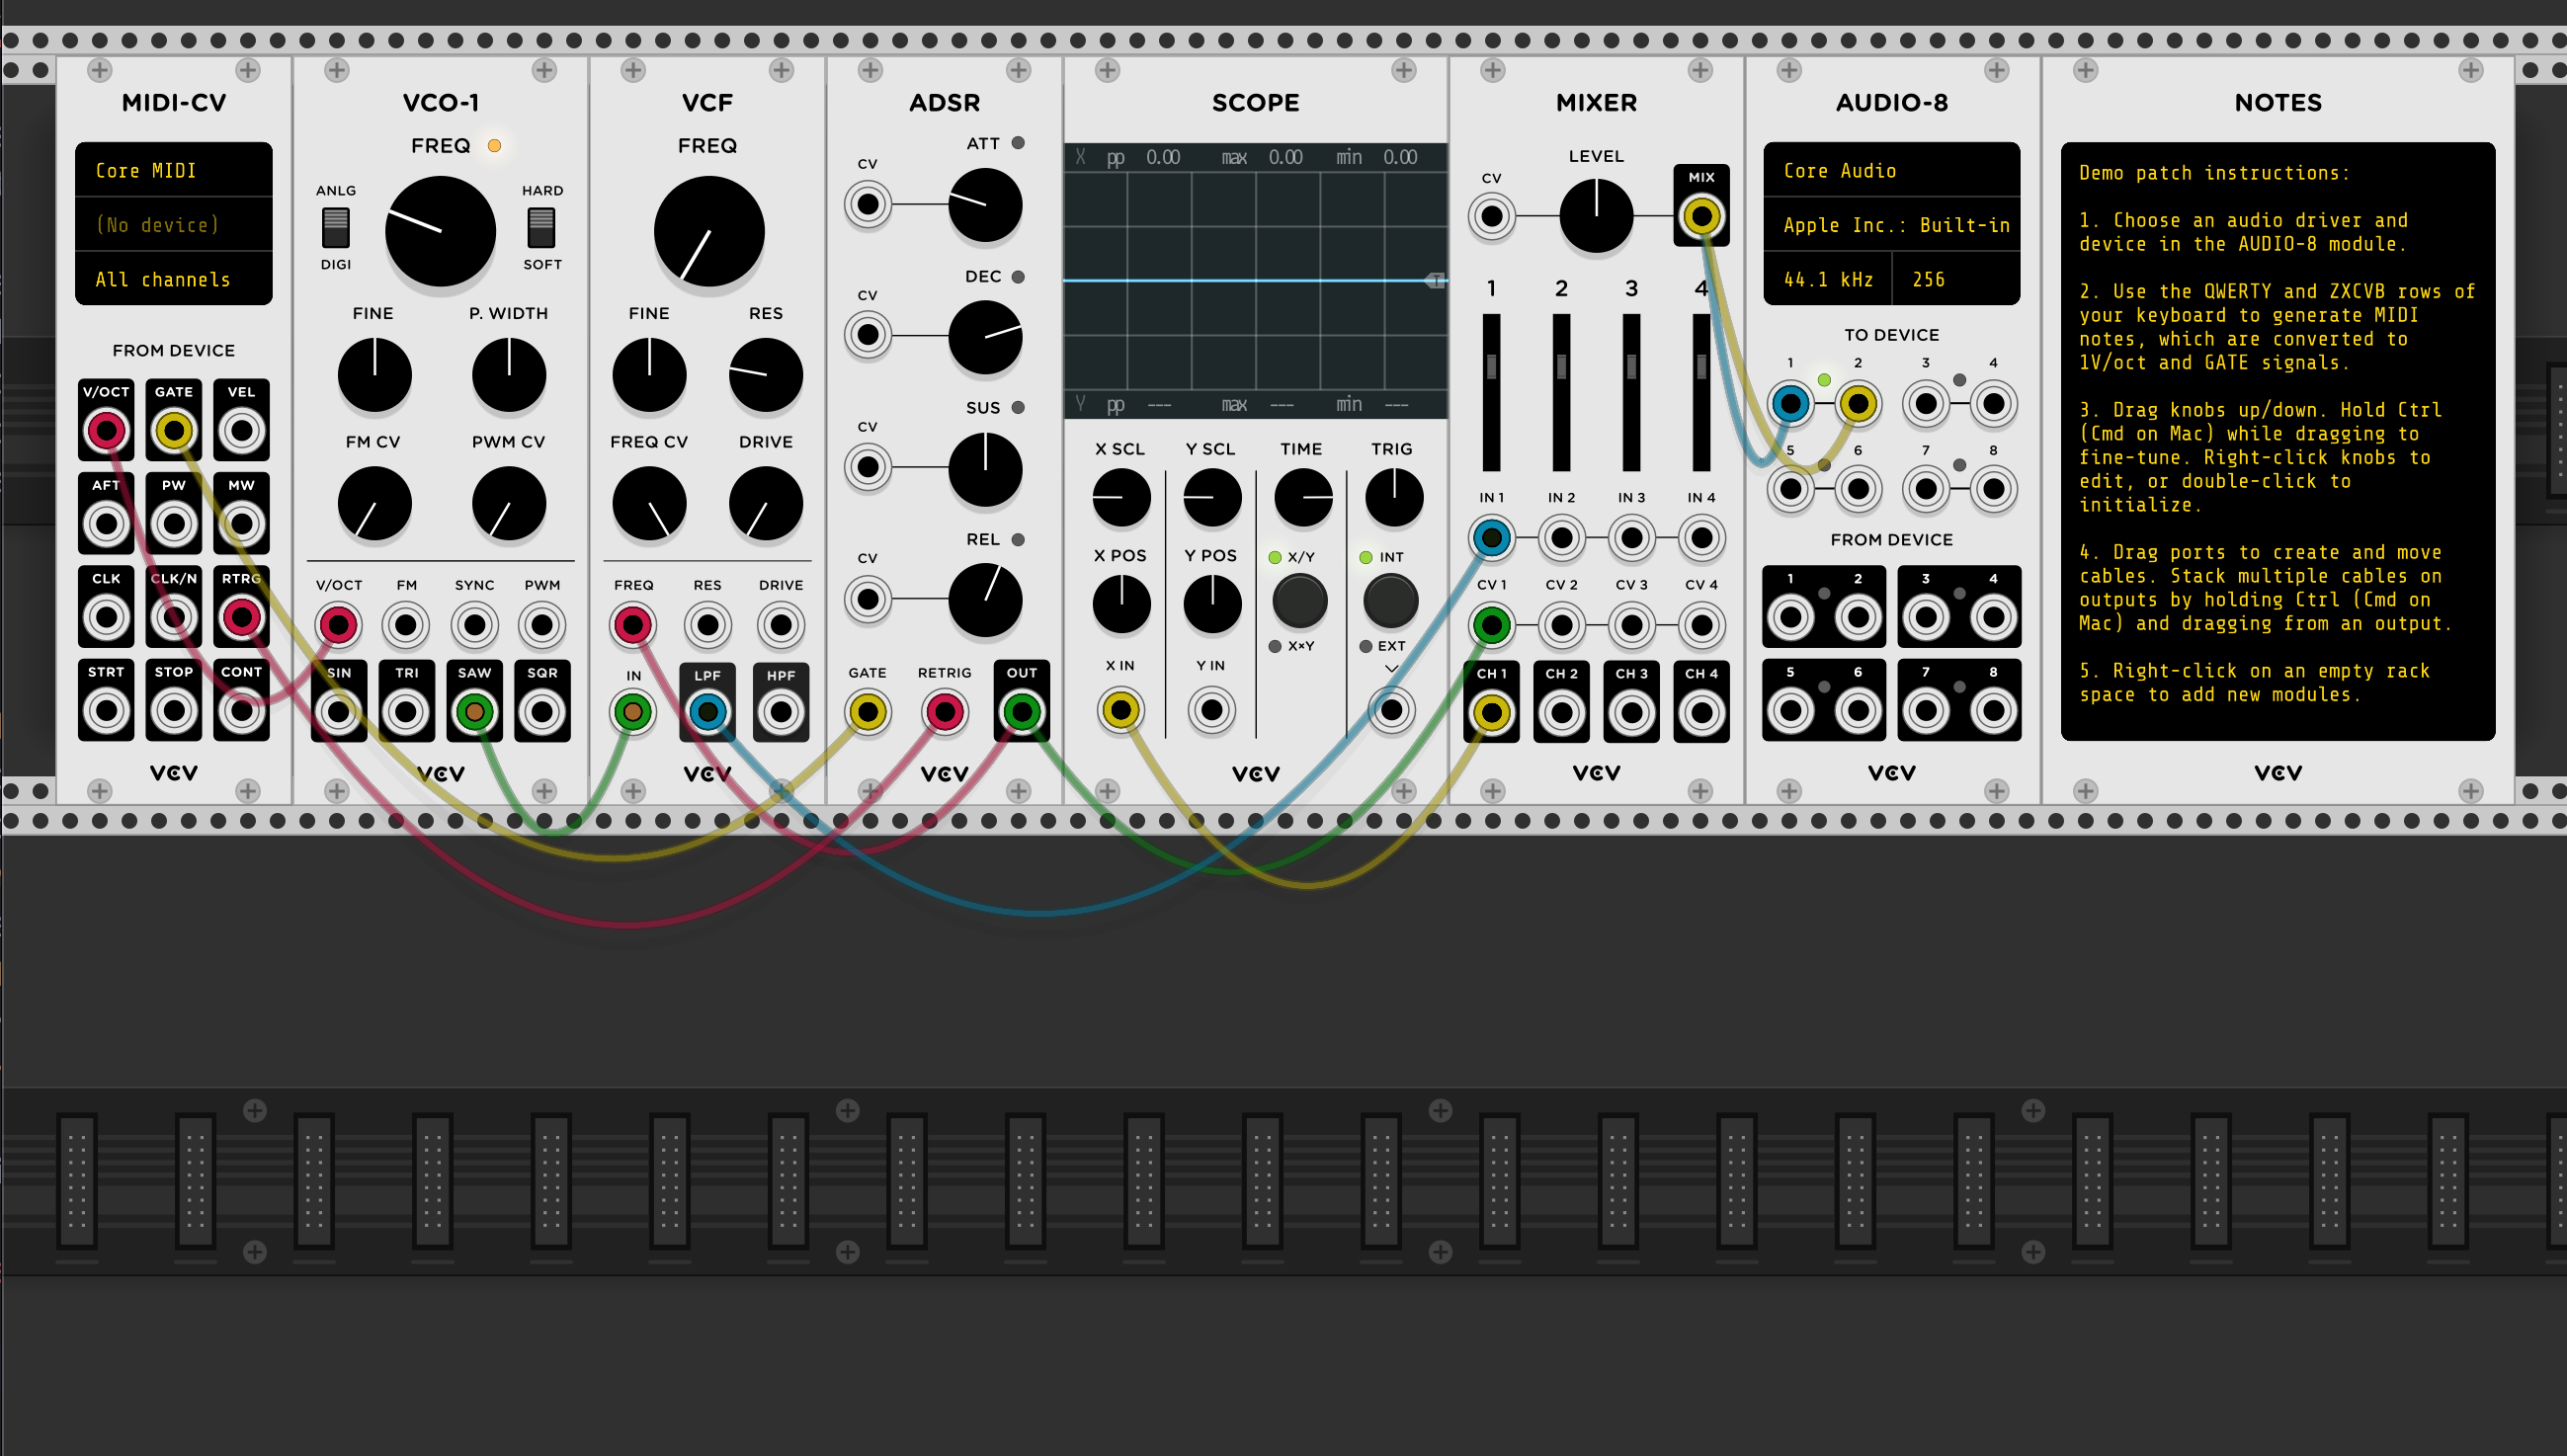 MIDI-CV
Core MIDI
(No device)
All channels
FROM DEVICE
V/OCT GATE VEL
AFT PW MW
CLK CLK/N RTRG
STRT STOP CONT
VCV
VCO-1
FREQ
ANLG HARD
DIGI SOFT
FINE P. WIDTH
FM CV PWM CV
V/OCT FM SYNC PWM
SIN TRI SAW SQR
VCV
VCF
FREQ
FINE RES
FREQ CV DRIVE
FREQ RES DRIVE
IN LPF HPF
VCV
ADSR
ATT
CV
DEC
CV
SUS
CV
REL
CV
GATE RETRIG OUT
VCV
SCOPE
X pp 0.00 max 0.00 min 0.00
T
Y pp --- max --- min ---
X SCL Y SCL TIME TRIG
X POS Y POS X/Y INT
X×Y EXT
X IN Y IN
VCV
MIXER
LEVEL
CV MIX
1 2 3 4
IN 1 IN 2 IN 3 IN 4
CV 1 CV 2 CV 3 CV 4
CH 1 CH 2 CH 3 CH 4
VCV
AUDIO-8
Core Audio
Apple Inc.: Built-in
44.1 kHz 256
TO DEVICE
1 2 3 4
5 6 7 8
FROM DEVICE
1 2 3 4
5 6 7 8
VCV
NOTES
Demo patch instructions:
1. Choose an audio driver and
device in the AUDIO-8 module.
2. Use the QWERTY and ZXCVB rows of
your keyboard to generate MIDI
notes, which are converted to
1V/oct and GATE signals.
3. Drag knobs up/down. Hold Ctrl
(Cmd on Mac) while dragging to
fine-tune. Right-click knobs to
edit, or double-click to
initialize.
4. Drag ports to create and move
cables. Stack multiple cables on
outputs by holding Ctrl (Cmd on
Mac) and dragging from an output.
5. Right-click on an empty rack
space to add new modules.
VCV